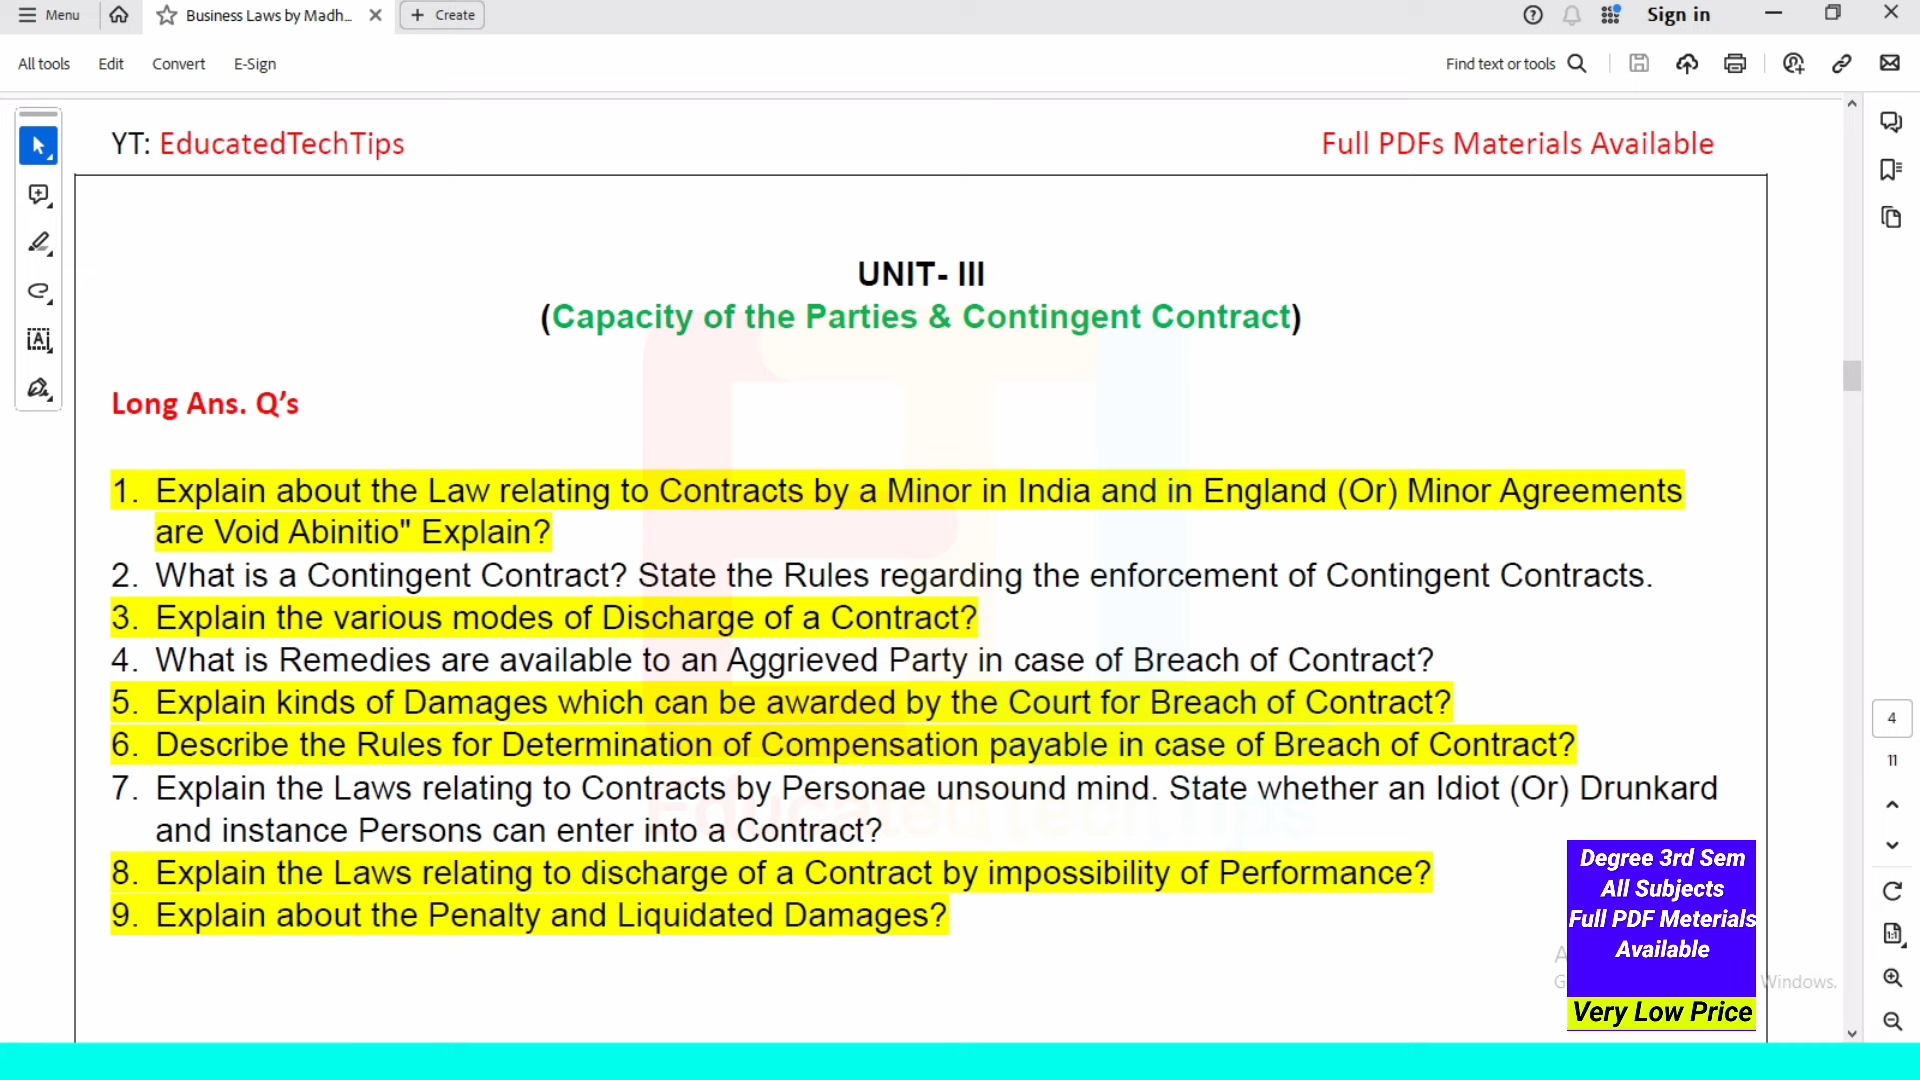 Menu
Business Laws by Madh...
Create
Sign in
All tools
Edit
Convert
E-Sign
Find text or tools
YT: EducatedTechTips
Full PDFs Materials Available
UNIT- III
(Capacity of the Parties & Contingent Contract)
Long Ans. Q's
1. Explain about the Law relating to Contracts by a Minor in India and in England (Or) Minor Agreements
are Void Abinitio" Explain?
2. What is a Contingent Contract? State the Rules regarding the enforcement of Contingent Contracts.
3. Explain the various modes of Discharge of a Contract?
4. What is Remedies are available to an Aggrieved Party in case of Breach of Contract?
5. Explain kinds of Damages which can be awarded by the Court for Breach of Contract?
6. Describe the Rules for Determination of Compensation payable in case of Breach of Contract?
7. Explain the Laws relating to Contracts by Personae unsound mind. State whether an Idiot (Or) Drunkard
and instance Persons can enter into a Contract?
8. Explain the Laws relating to discharge of a Contract by impossibility of Performance?
9. Explain about the Penalty and Liquidated Damages?
EducatedTechTips
4
11
Degree 3rd Sem
All Subjects
Full PDF Meterials
Available
Very Low Price
Windows.